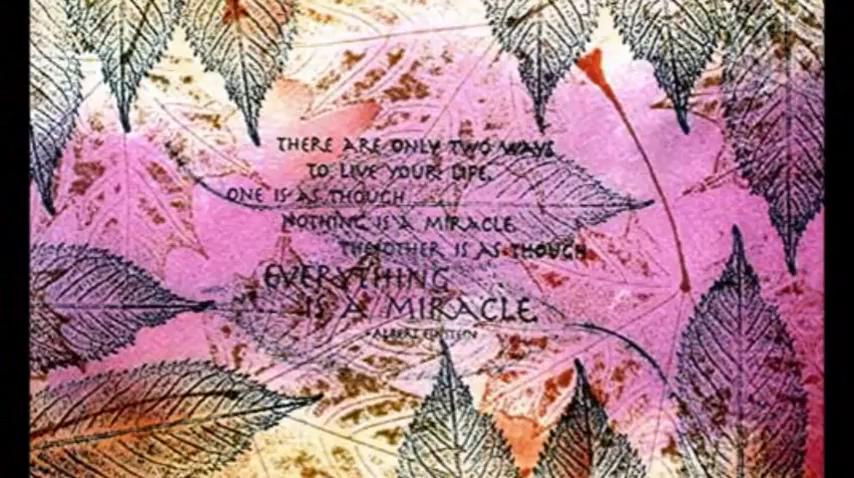 THERE ARE ONLY TWO WAYS
TO LIVE YOUR LIFE.
ONE IS AS THOUGH
NOTHING IS A MIRACLE.
THE OTHER IS AS THOUGH
EVERYTHING
IS A MIRACLE.
-ALBERT EINSTEIN